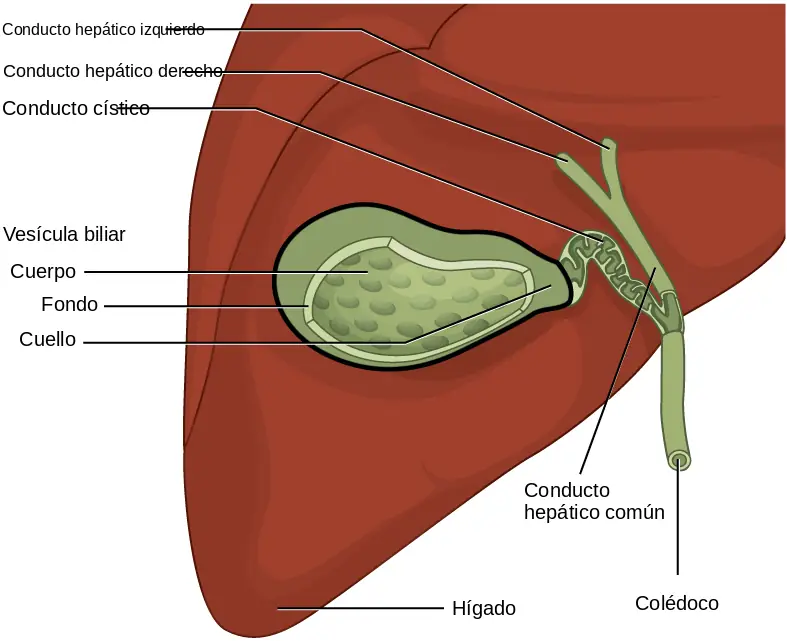 Conducto hepático izquierdo
Conducto hepático derecho
Conducto cístico
Vesícula biliar
Cuerpo
Fondo
Cuello
Conducto
hepático común
Hígado
Colédoco